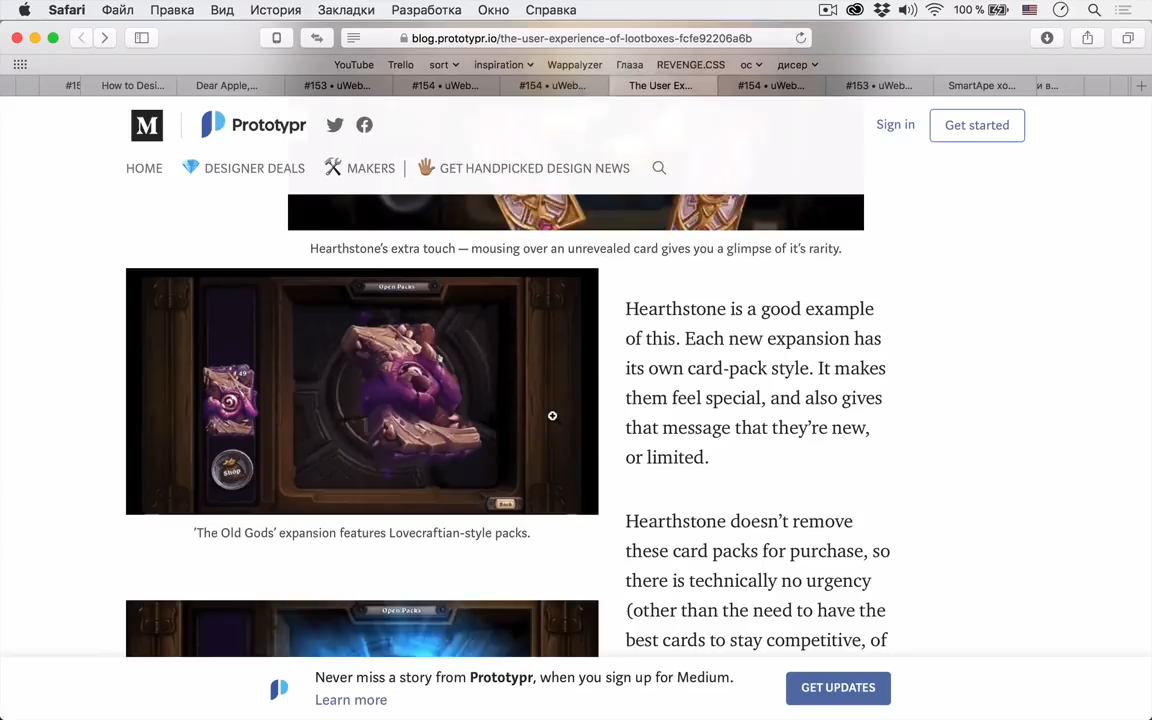 Safari Файл Правка Вид История Закладки Разработка Окно Справка 100 %
blog.prototypr.io/the-user-experience-of-lootboxes-fcfe92206a6b
YouTube Trello sort inspiration Wappalyzer Глаза REVENGE.CSS ос дисер
#15 How to Desi... Dear Apple,... #153 • uWeb... #154 • uWeb... #154 • uWeb... The User Ex... #154 • uWeb... #153 • uWeb... SmartApe хо... и в...
M Prototypr Sign in Get started
HOME DESIGNER DEALS MAKERS | GET HANDPICKED DESIGN NEWS
Hearthstone's extra touch — mousing over an unrevealed card gives you a glimpse of it's rarity.
Open Packs
49
Shop
Back
'The Old Gods' expansion features Lovecraftian-style packs.
Open Packs
Hearthstone is a good example
of this. Each new expansion has
its own card-pack style. It makes
them feel special, and also gives
that message that they're new,
or limited.
Hearthstone doesn't remove
these card packs for purchase, so
there is technically no urgency
(other than the need to have the
best cards to stay competitive, of
Never miss a story from Prototypr, when you sign up for Medium.
Learn more
GET UPDATES